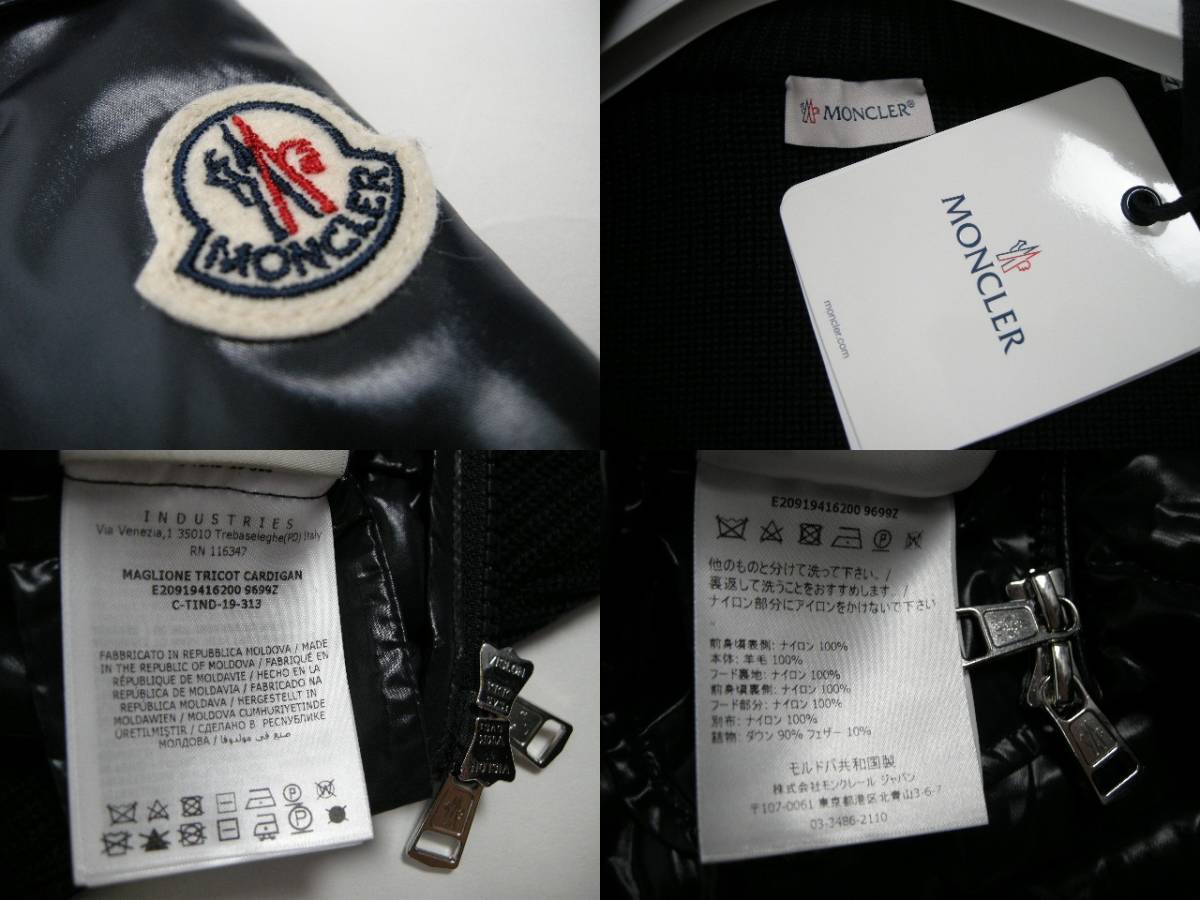 MONCLER
MONCLER®
MONCLER
moncler.com
INDUSTRIES
Via Venezia,1 35010 Trebaseleghe(PD) Italy
RN 116347
MAGLIONE TRICOT CARDIGAN
E20919416200 9699Z
C-TIND-19-313
FABBRICATO IN REPUBBLICA MOLDOVA / MADE
IN THE REPUBLIC OF MOLDOVA / FABRIQUÉ EN
RÉPUBLIQUE DE MOLDAVIE / HECHO EN LA
REPÚBLICA DE MOLDAVIA / FABRICADO NA
REPÚBLICA MOLDAVA / HERGESTELLT IN
MOLDAWIEN / MOLDOVA CUMHURIYETINDE
ÜRETILMIŞTIR / СДЕЛАНО В РЕСПУБЛИКЕ
МОЛДОВА / صنع في مولدوفا
E20919416200 9699Z
他のものと分けて洗って下さい。/
裏返して洗うことをおすすめします。/
ナイロン部分にアイロンをかけないで下さい
。
前身頃表側: ナイロン 100%
本体: 羊毛 100%
フード裏地: ナイロン 100%
前身頃裏側: ナイロン 100%
フード部分: ナイロン 100%
別布: ナイロン 100%
詰物: ダウン 90% フェザー 10%
モルドバ共和国製
株式会社モンクレール ジャパン
〒107-0061 東京都港区北青山3-6-7
03-3486-2110